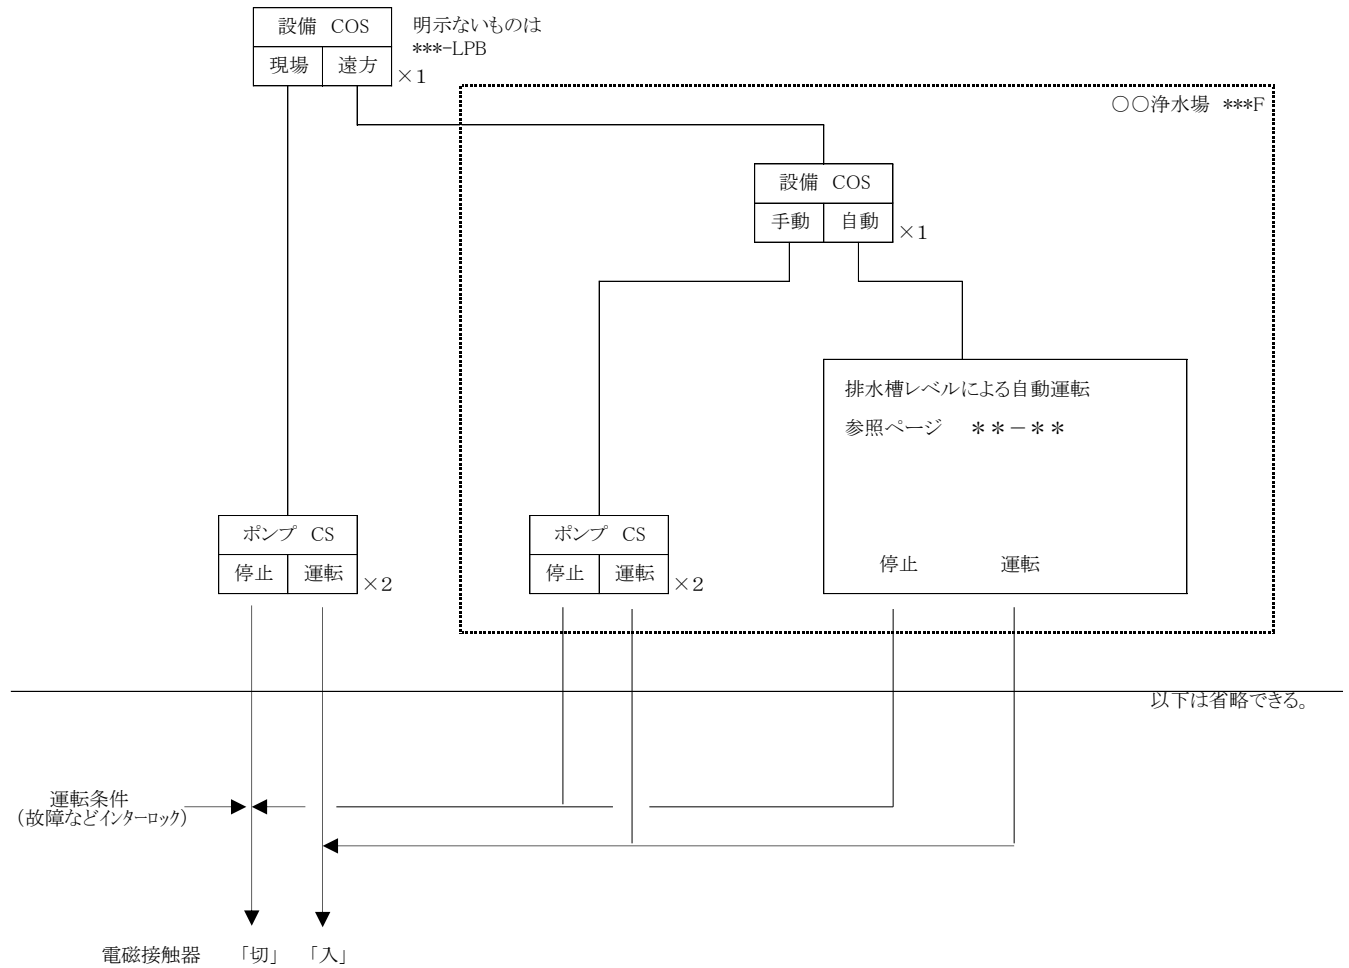 設備 COS
現場 遠方 ×1
明示ないものは
***-LPB
○○浄水場 ***F
設備 COS
手動 自動 ×1
排水槽レベルによる自動運転
参照ページ **-**
停止 運転
ポンプ CS
停止 運転 ×2
ポンプ CS
停止 運転 ×2
以下は省略できる。
運転条件
(故障などインターロック)
電磁接触器 「切」 「入」